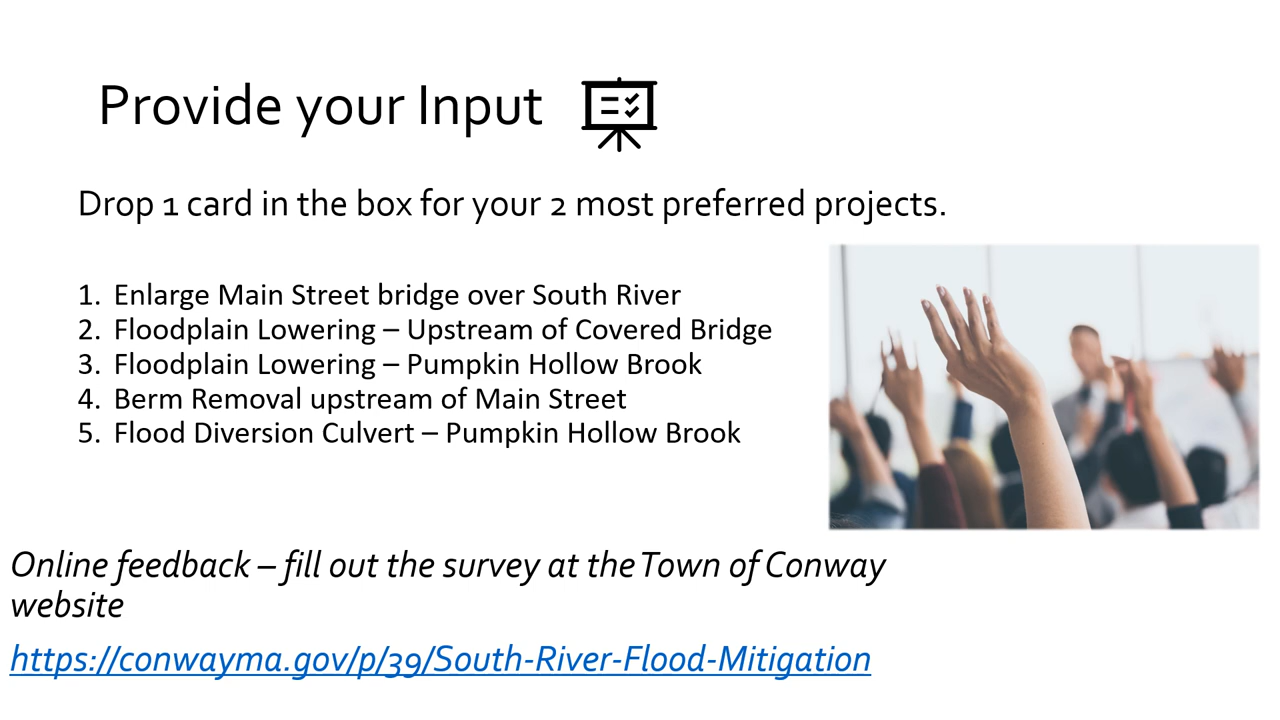 Provide your Input
Drop 1 card in the box for your 2 most preferred projects.
1. Enlarge Main Street bridge over South River
2. Floodplain Lowering – Upstream of Covered Bridge
3. Floodplain Lowering – Pumpkin Hollow Brook
4. Berm Removal upstream of Main Street
5. Flood Diversion Culvert – Pumpkin Hollow Brook
Online feedback – fill out the survey at the Town of Conway
website
https://conwayma.gov/p/39/South-River-Flood-Mitigation